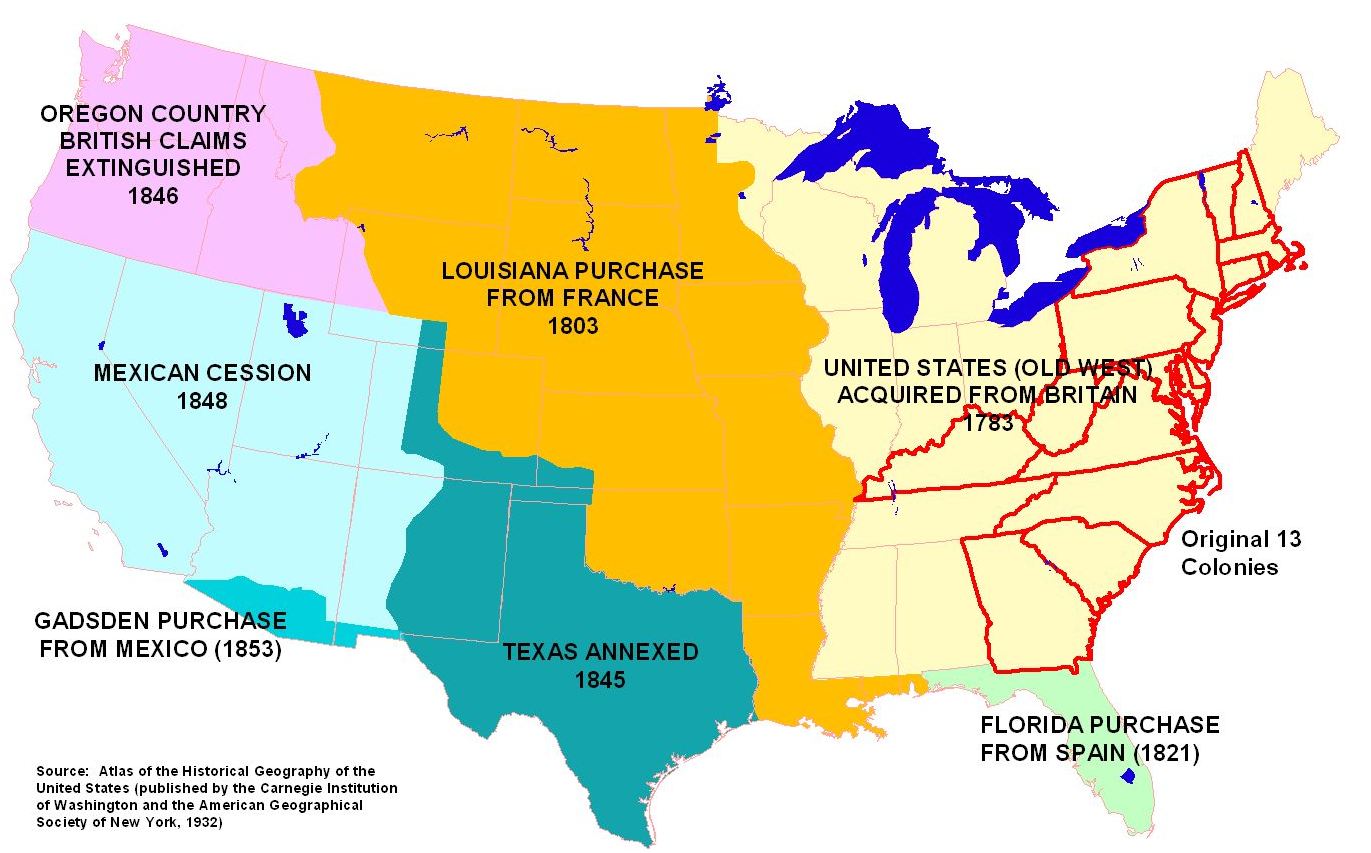 OREGON COUNTRY
BRITISH CLAIMS
EXTINGUISHED
1846
LOUISIANA PURCHASE
FROM FRANCE
1803
MEXICAN CESSION
1848
UNITED STATES (OLD WEST)
ACQUIRED FROM BRITAIN
1783
Original 13
Colonies
GADSDEN PURCHASE
FROM MEXICO (1853)
TEXAS ANNEXED
1845
FLORIDA PURCHASE
FROM SPAIN (1821)
Source: Atlas of the Historical Geography of the
United States (published by the Carnegie Institution
of Washington and the American Geographical
Society of New York, 1932)